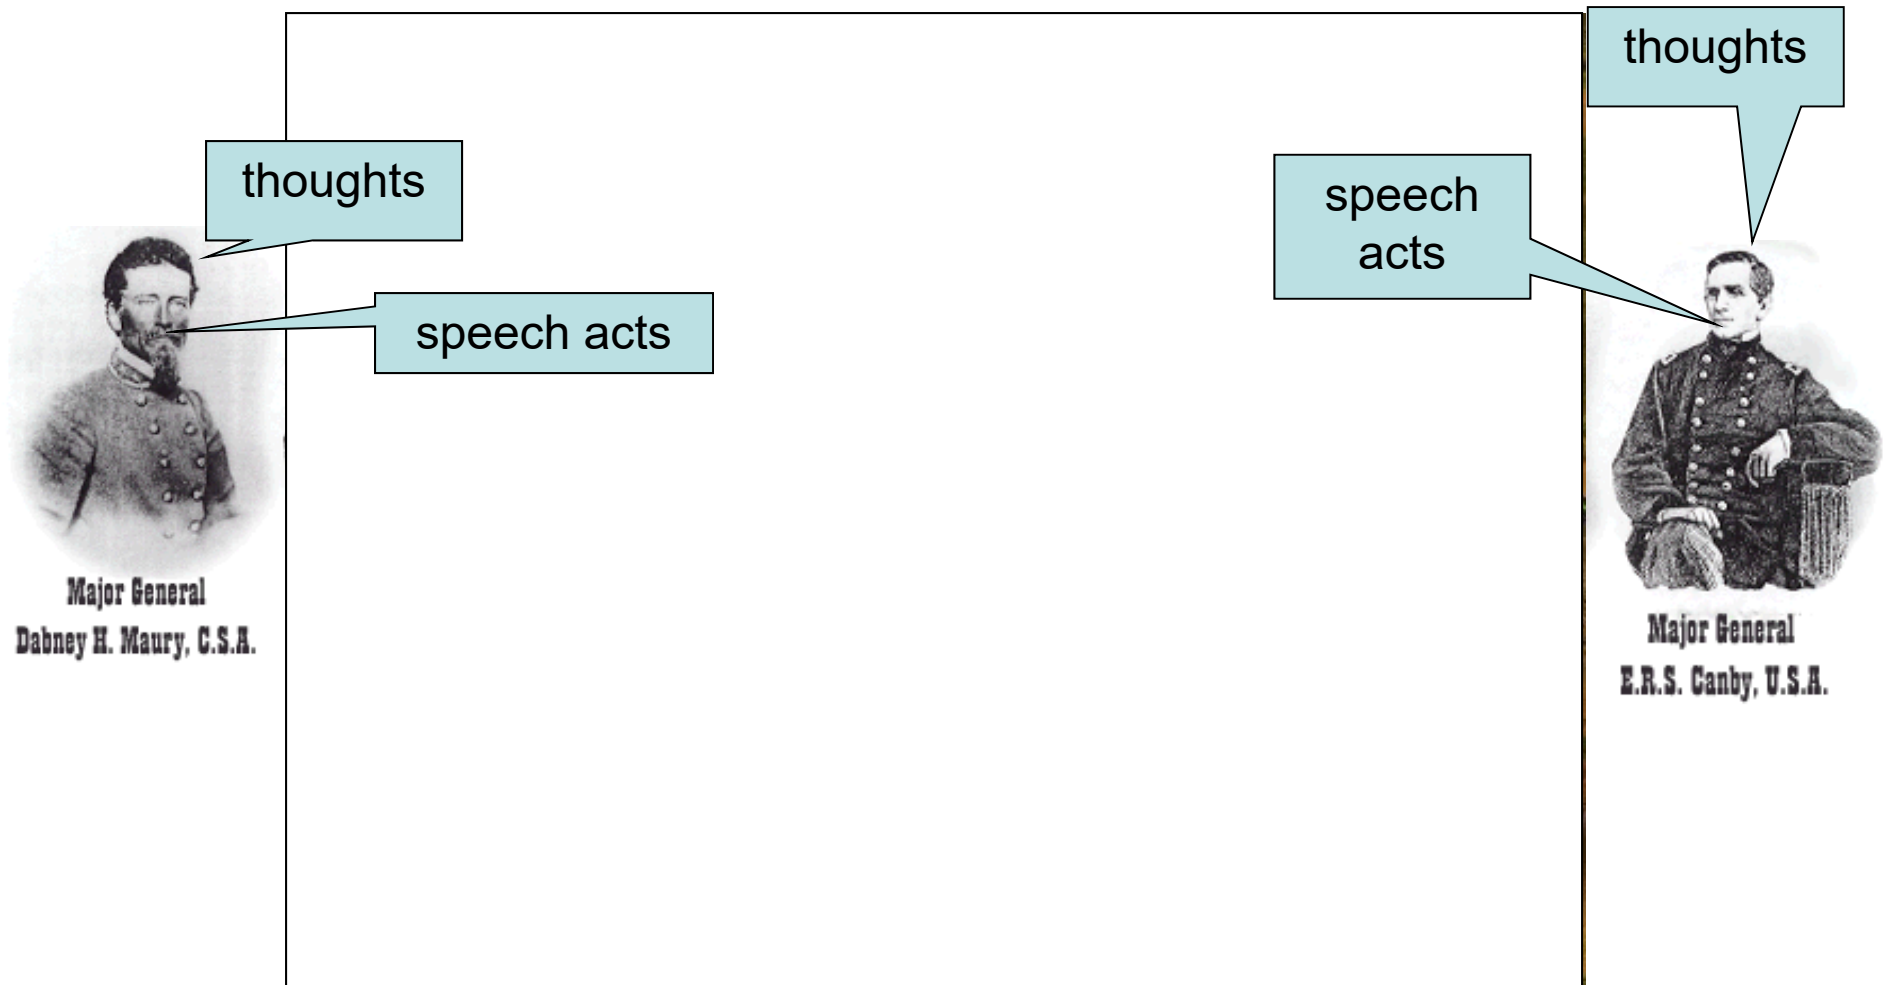 thoughts
thoughts
speech
acts
speech acts
Major General
Dabney H. Maury, C.S.A.
Major General
E.R.S. Canby, U.S.A.